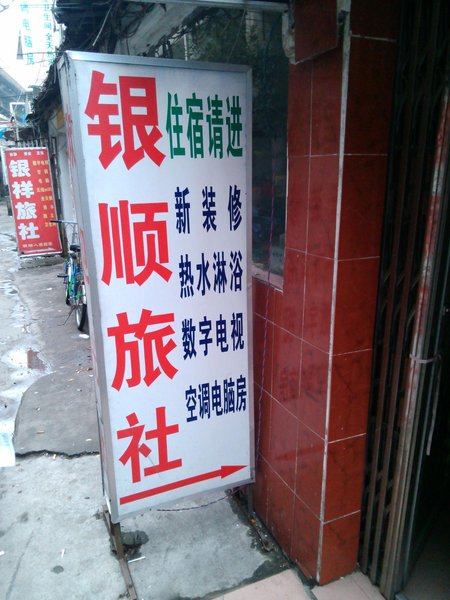 银顺旅社
住宿请进
新装修
热水淋浴
数字电视
空调电脑房
银祥旅社